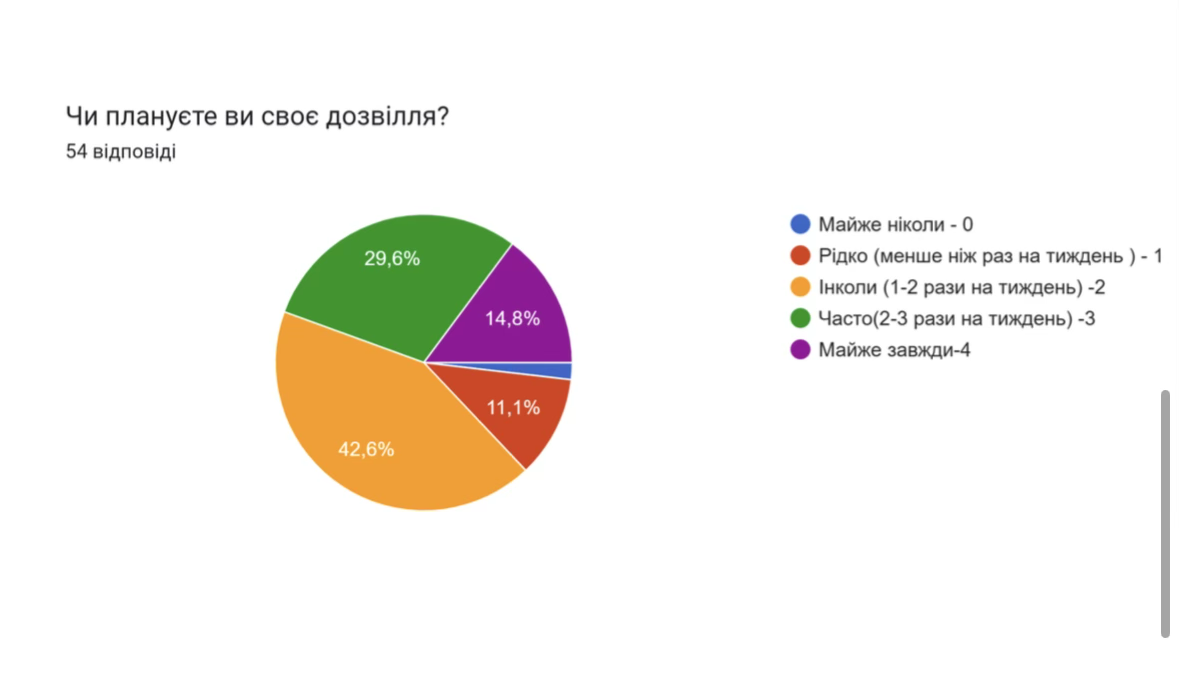 Чи плануєте ви своє дозвілля?
54 відповіді
29,6%
14,8%
11,1%
42,6%
Майже ніколи - 0
Рідко (менше ніж раз на тиждень ) - 1
Інколи (1-2 рази на тиждень) -2
Часто(2-3 рази на тиждень) -3
Майже завжди-4